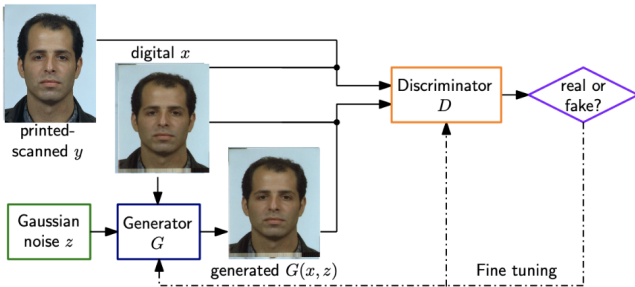 digital x
printed-
scanned y
Discriminator
D
real or
fake?
Gaussian
noise z
Generator
G
generated G(x, z)
Fine tuning